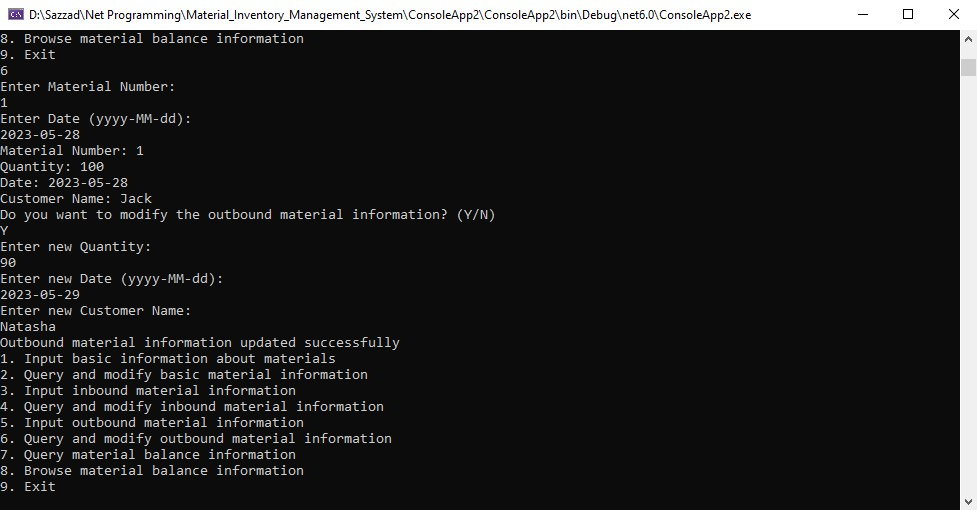 D:\Sazzad\Net Programming\Material_Inventory_Management_System\ConsoleApp2\ConsoleApp2\bin\Debug\net6.0\ConsoleApp2.exe
8. Browse material balance information
9. Exit
6
Enter Material Number:
1
Enter Date (yyyy-MM-dd):
2023-05-28
Material Number: 1
Quantity: 100
Date: 2023-05-28
Customer Name: Jack
Do you want to modify the outbound material information? (Y/N)
Y
Enter new Quantity:
90
Enter new Date (yyyy-MM-dd):
2023-05-29
Enter new Customer Name:
Natasha
Outbound material information updated successfully
1. Input basic information about materials
2. Query and modify basic material information
3. Input inbound material information
4. Query and modify inbound material information
5. Input outbound material information
6. Query and modify outbound material information
7. Query material balance information
8. Browse material balance information
9. Exit